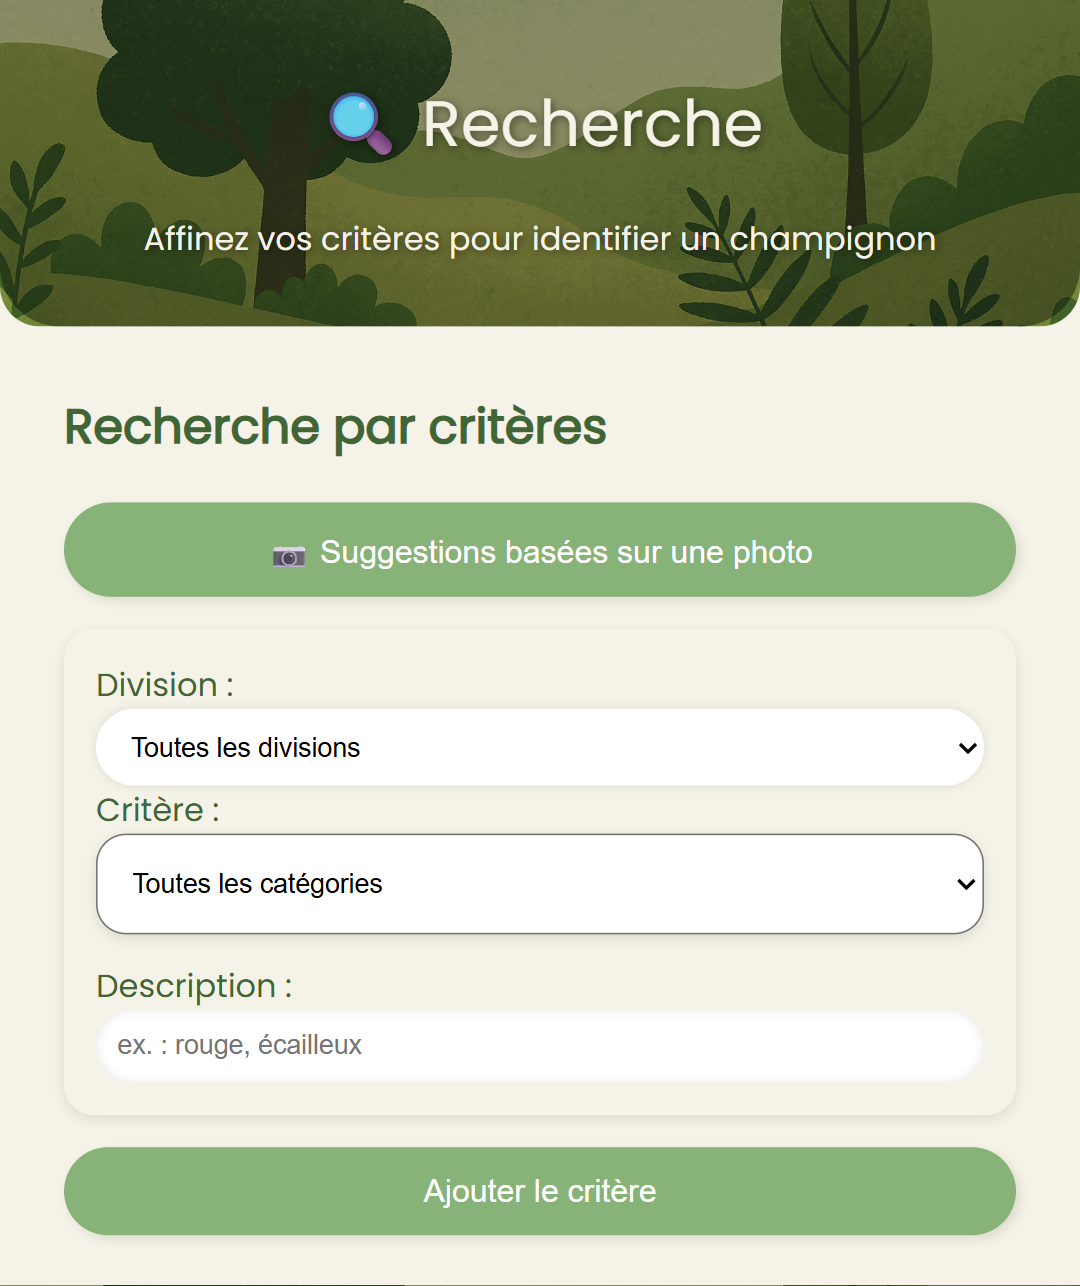 Recherche
Affinez vos critères pour identifier un champignon
Recherche par critères
Suggestions basées sur une photo
Division :
Toutes les divisions
Critère :
Toutes les catégories
Description :
ex. : rouge, écailleux
Ajouter le critère